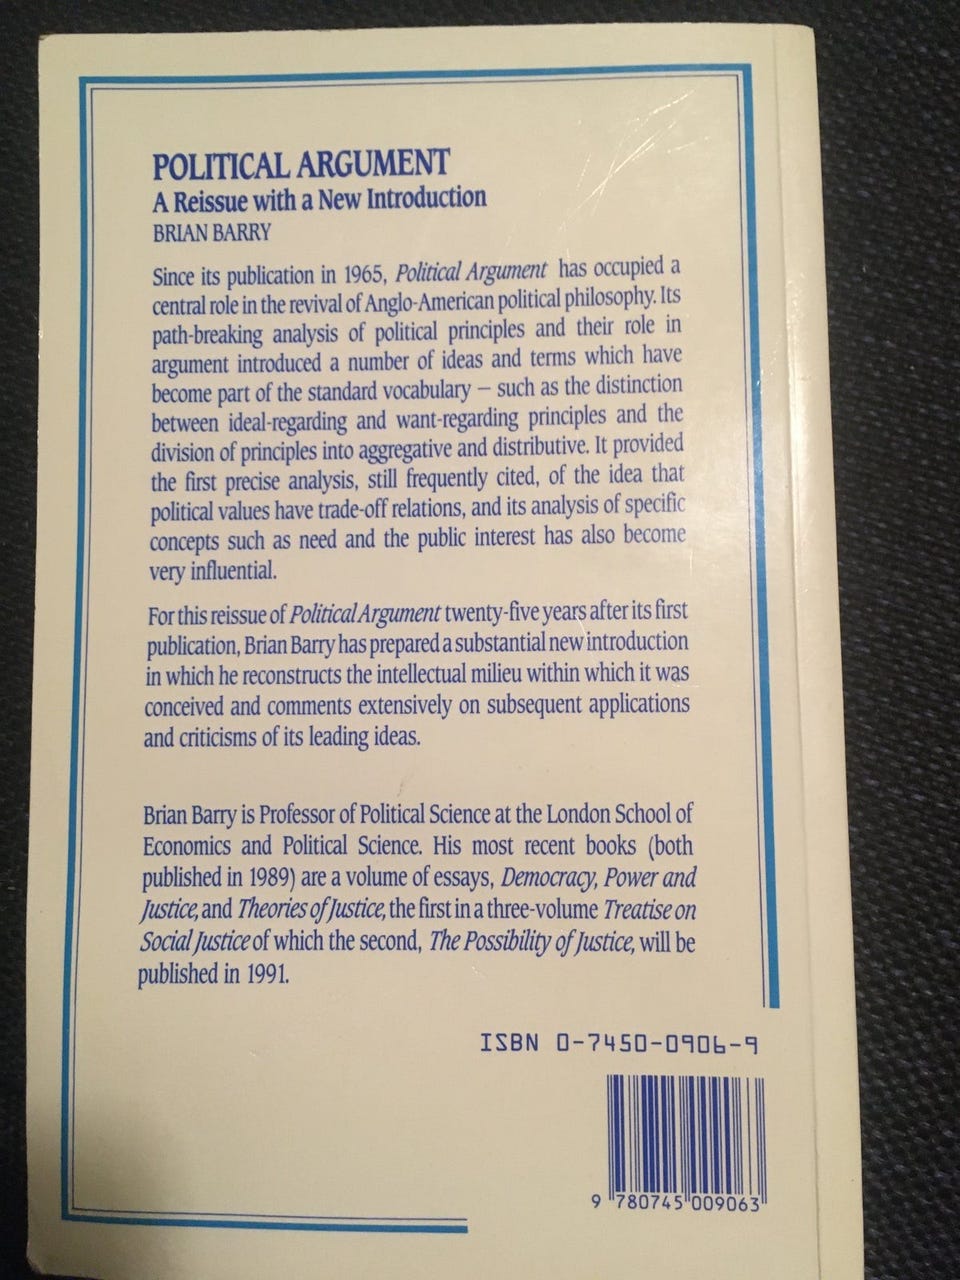 POLITICAL ARGUMENT
A Reissue with a New Introduction
BRIAN BARRY
Since its publication in 1965, Political Argument has occupied a
central role in the revival of Anglo-American political philosophy. Its
path-breaking analysis of political principles and their role in
argument introduced a number of ideas and terms which have
become part of the standard vocabulary – such as the distinction
between ideal-regarding and want-regarding principles and the
division of principles into aggregative and distributive. It provided
the first precise analysis, still frequently cited, of the idea that
political values have trade-off relations, and its analysis of specific
concepts such as need and the public interest has also become
very influential.
For this reissue of Political Argument twenty-five years after its first
publication, Brian Barry has prepared a substantial new introduction
in which he reconstructs the intellectual milieu within which it was
conceived and comments extensively on subsequent applications
and criticisms of its leading ideas.
Brian Barry is Professor of Political Science at the London School of
Economics and Political Science. His most recent books (both
published in 1989) are a volume of essays, Democracy, Power and
Justice, and Theories of Justice, the first in a three-volume Treatise on
Social Justice of which the second, The Possibility of Justice, will be
published in 1991.
ISBN 0-7450-0906-9
9 780745 009063